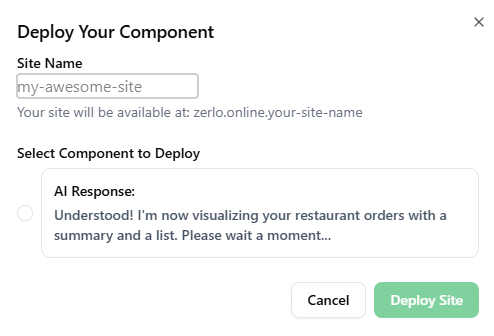 Deploy Your Component
Site Name
my-awesome-site
Your site will be available at: zerlo.online.your-site-name
Select Component to Deploy
AI Response:
Understood! I'm now visualizing your restaurant orders with a
summary and a list. Please wait a moment...
Cancel
Deploy Site